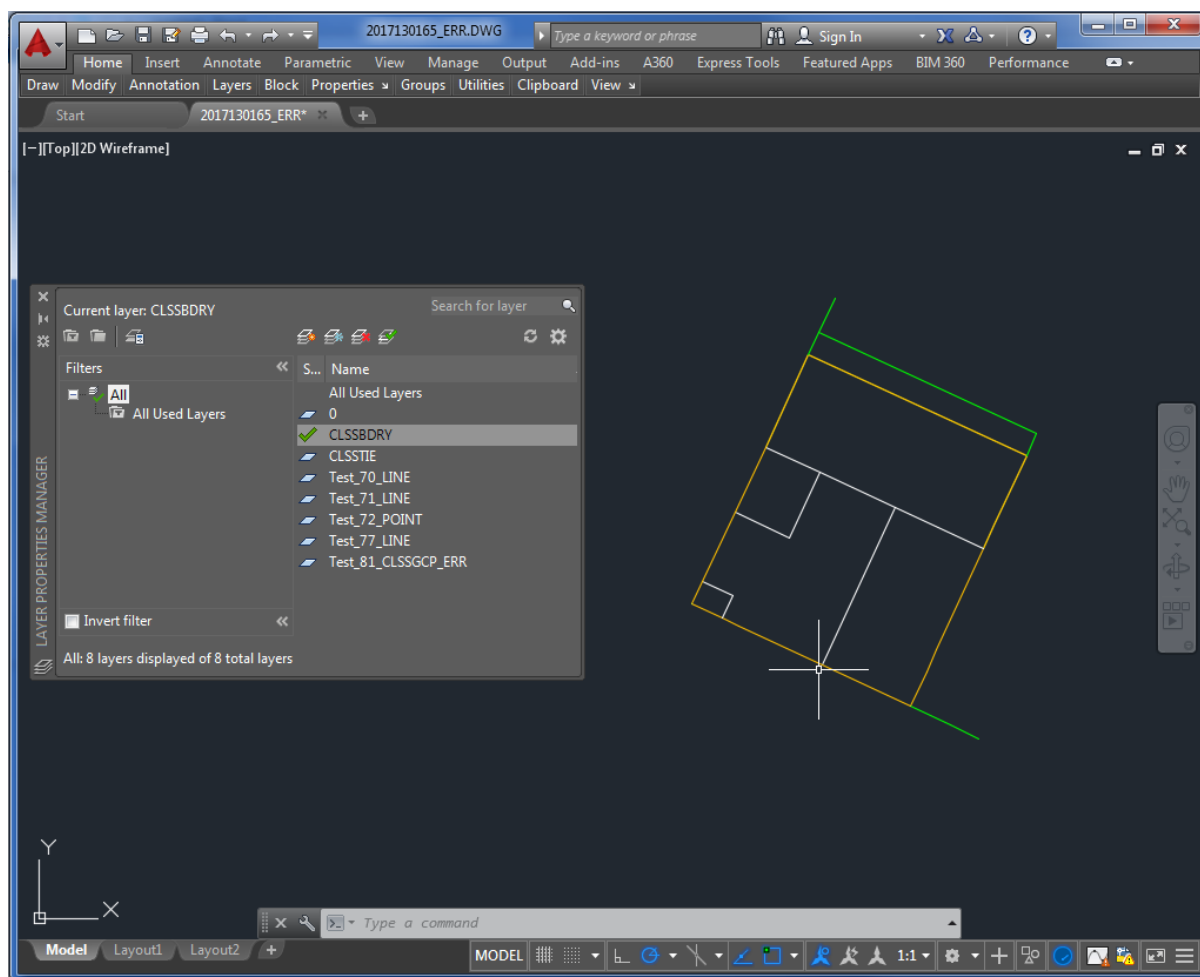 2017130165_ERR.DWG
Type a keyword or phrase
Sign In
Home Insert Annotate Parametric View Manage Output Add-ins A360 Express Tools Featured Apps BIM 360 Performance
Draw Modify Annotation Layers Block Properties Groups Utilities Clipboard View
Start 2017130165_ERR*
[−][Top][2D Wireframe]
Current layer: CLSSBDRY
Search for layer
Filters
S... Name
All
All Used Layers
All Used Layers
0
CLSSBDRY
CLSSTIE
Test_70_LINE
Test_71_LINE
Test_72_POINT
Test_77_LINE
Test_81_CLSSGCP_ERR
Invert filter
All: 8 layers displayed of 8 total layers
LAYER PROPERTIES MANAGER
Y
X
Type a command
Model Layout1 Layout2 +
MODEL 1:1